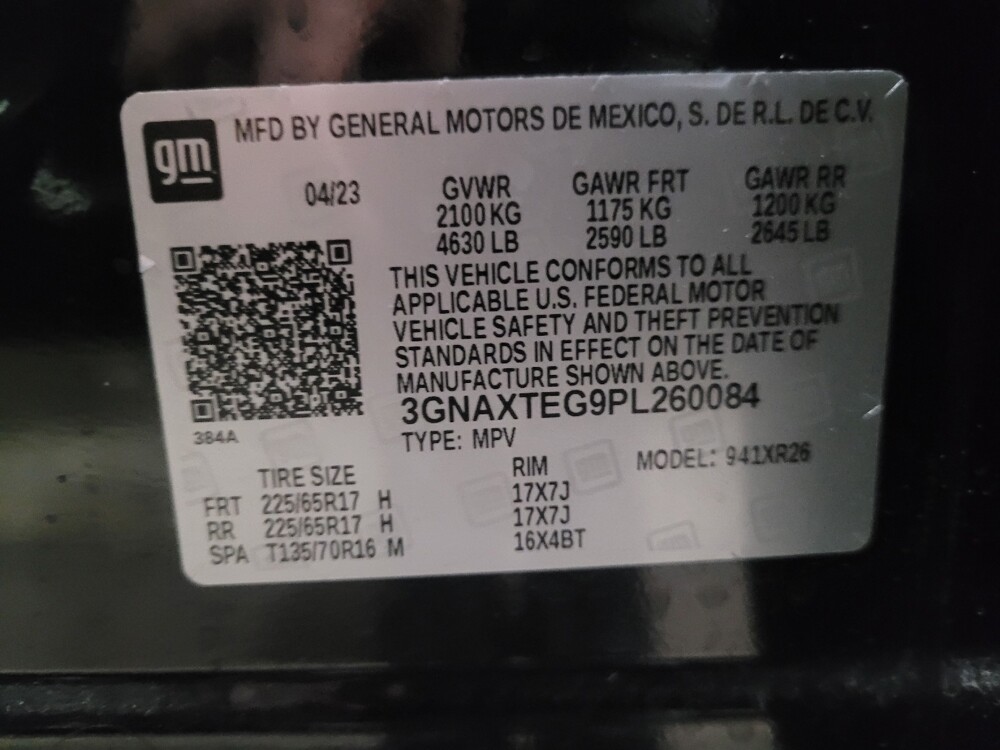 gm
MFD BY GENERAL MOTORS DE MEXICO, S. DE R.L. DE C.V.
04/23 GVWR GAWR FRT GAWR RR
2100 KG 1175 KG 1200 KG
4630 LB 2590 LB 2645 LB
THIS VEHICLE CONFORMS TO ALL
APPLICABLE U.S. FEDERAL MOTOR
VEHICLE SAFETY AND THEFT PREVENTION
STANDARDS IN EFFECT ON THE DATE OF
MANUFACTURE SHOWN ABOVE.
3GNAXTEG9PL260084
384A
TYPE: MPV
MODEL: 941XR26
TIRE SIZE RIM
FRT 225/65R17 H 17X7J
RR 225/65R17 H 17X7J
SPA T135/70R16 M 16X4BT